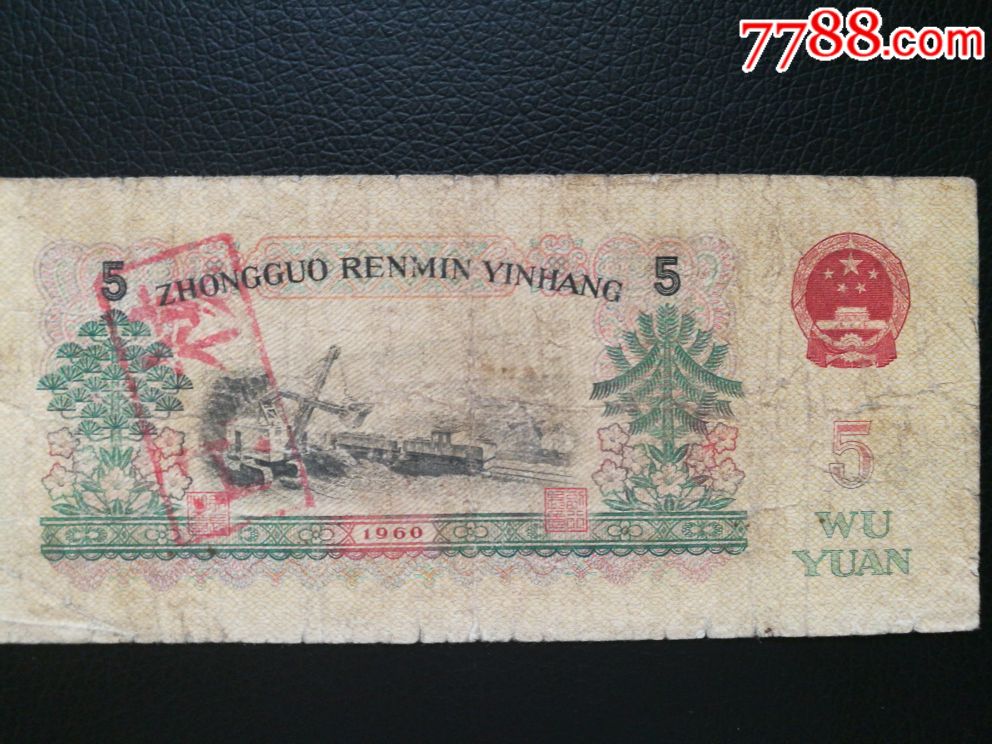 7788.com
ZHONGGUO RENMIN YINHANG
5
5
5
1960
WU
YUAN